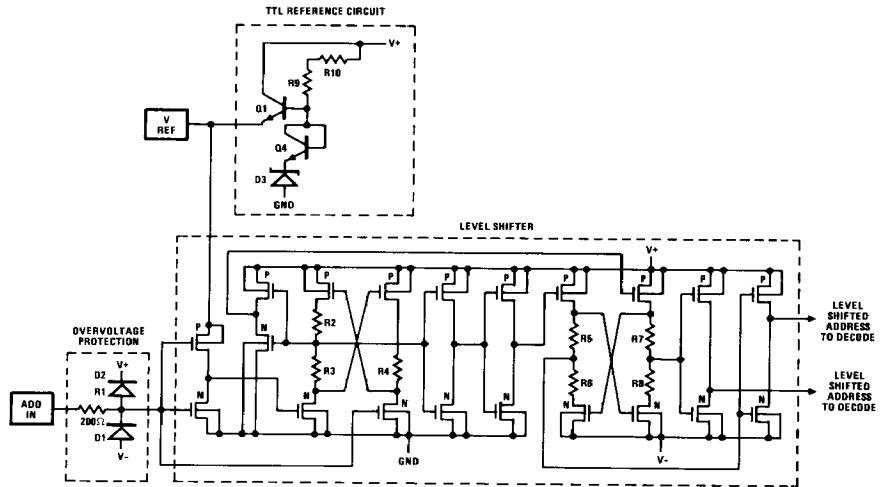 TTL REFERENCE CIRCUIT
V+
R10
R9
Q1
V
REF
Q4
D3
GND
LEVEL SHIFTER
V+
P
P
P
P
P
P
P
P
P
R2
R5
R7
LEVEL
SHIFTED
ADDRESS
TO DECODE
OVERVOLTAGE
PROTECTION
P
N
V+
D2
R1
R3
R4
R6
R8
LEVEL
SHIFTED
ADDRESS
TO DECODE
ADD
IN
200Ω
D1
V-
N
N
N
N
N
N
N
N
N
GND
V-